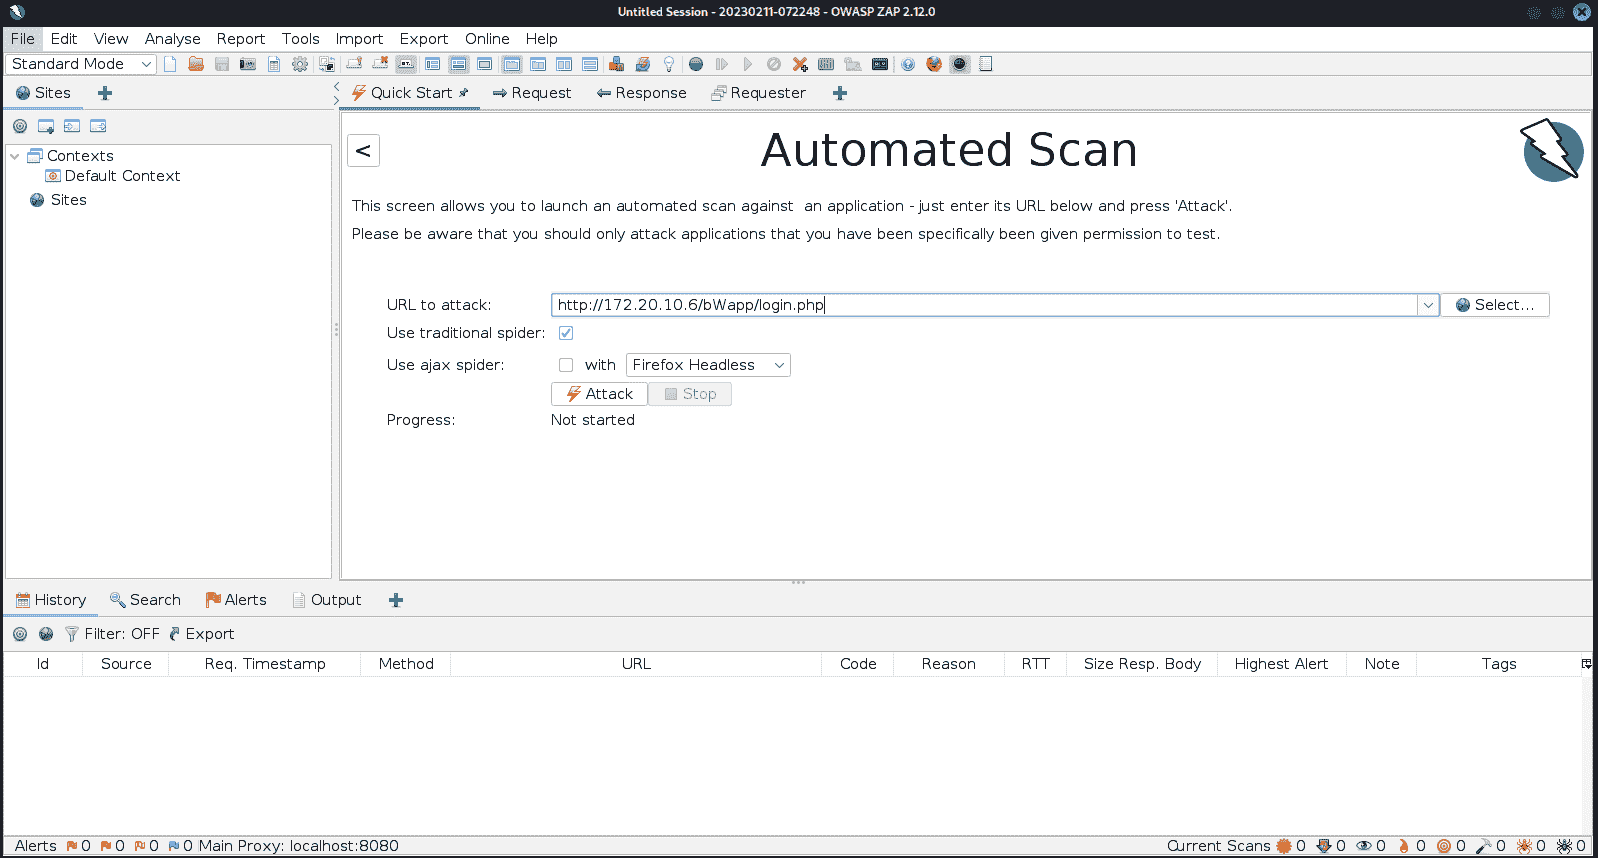 Untitled Session - 20230211-072248 - OWASP ZAP 2.12.0
File Edit View Analyse Report Tools Import Export Online Help
Standard Mode
Sites
Quick Start Request Response Requester
<
Automated Scan
Contexts
Default Context
Sites
This screen allows you to launch an automated scan against  an application - just enter its URL below and press 'Attack'.
Please be aware that you should only attack applications that you have been specifically been given permission to test.
URL to attack: http://172.20.10.6/bWapp/login.php Select...
Use traditional spider:
Use ajax spider: with Firefox Headless
Attack Stop
Progress: Not started
History Search Alerts Output
Filter: OFF Export
Id Source Req. Timestamp Method URL Code Reason RTT Size Resp. Body Highest Alert Note Tags
Alerts 0 0 0 0 Main Proxy: localhost:8080 Current Scans 0 0 0 0 0 0 0 0